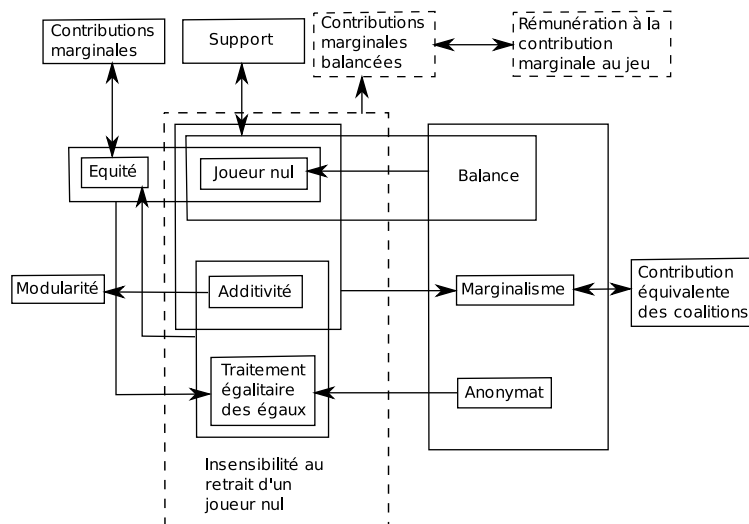 Contributions
marginales
Support
Contributions
marginales
balancées
Rémunération à la
contribution
marginale au jeu
Equité
Joueur nul
Balance
Modularité
Additivité
Marginalisme
Contribution
équivalente
des coalitions
Traitement
égalitaire
des égaux
Anonymat
Insensibilité au
retrait d'un
joueur nul